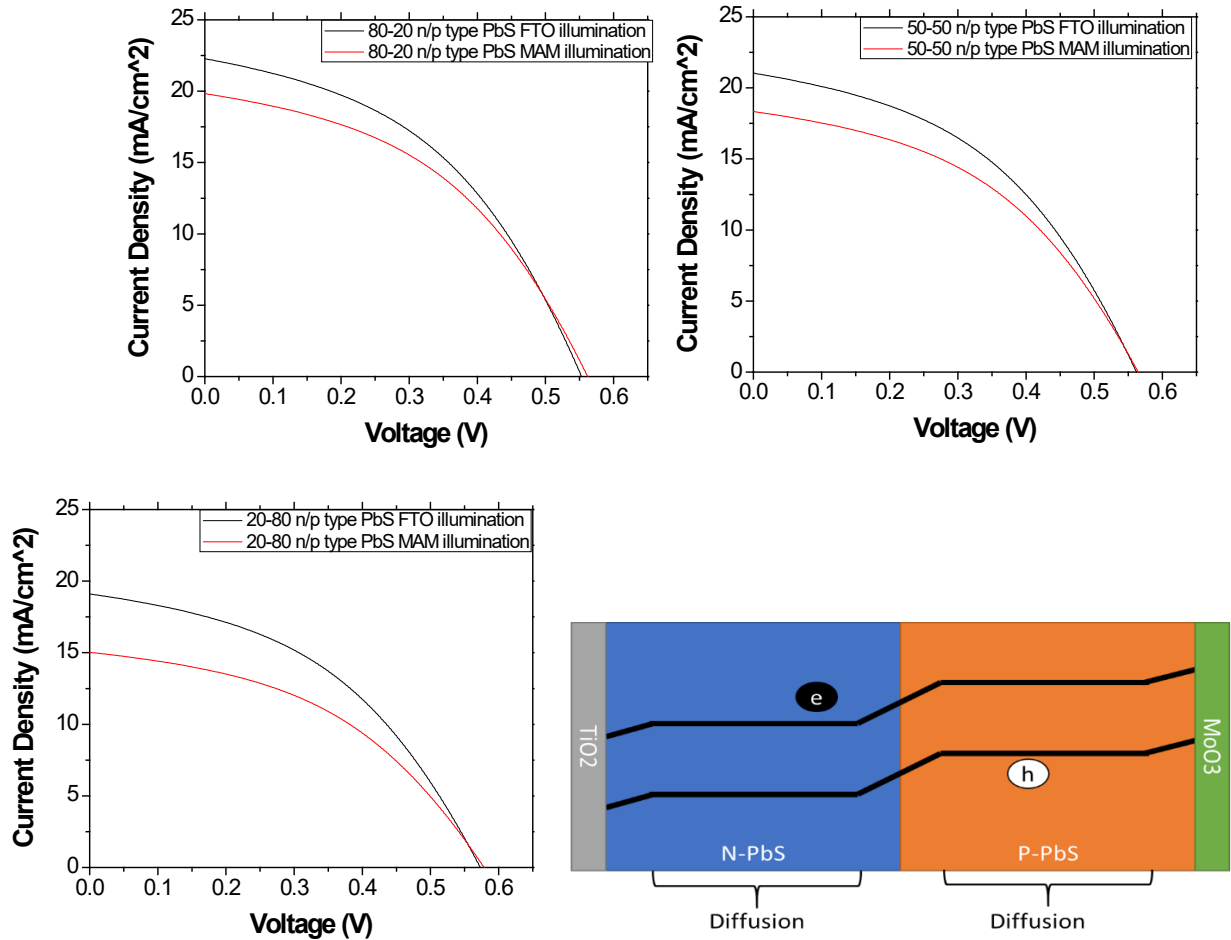 80-20 n/p type PbS FTO illumination
80-20 n/p type PbS MAM illumination
Current Density (mA/cm^2)
25
20
15
10
5
0
0.0 0.1 0.2 0.3 0.4 0.5 0.6
Voltage (V)
50-50 n/p type PbS FTO illumination
50-50 n/p type PbS MAM illumination
Current Density (mA/cm^2)
25
20
15
10
5
0
0.0 0.1 0.2 0.3 0.4 0.5 0.6
Voltage (V)
20-80 n/p type PbS FTO illumination
20-80 n/p type PbS MAM illumination
Current Density (mA/cm^2)
25
20
15
10
5
0
0.0 0.1 0.2 0.3 0.4 0.5 0.6
Voltage (V)
TiO2
e
h
MoO3
N-PbS
P-PbS
Diffusion
Diffusion